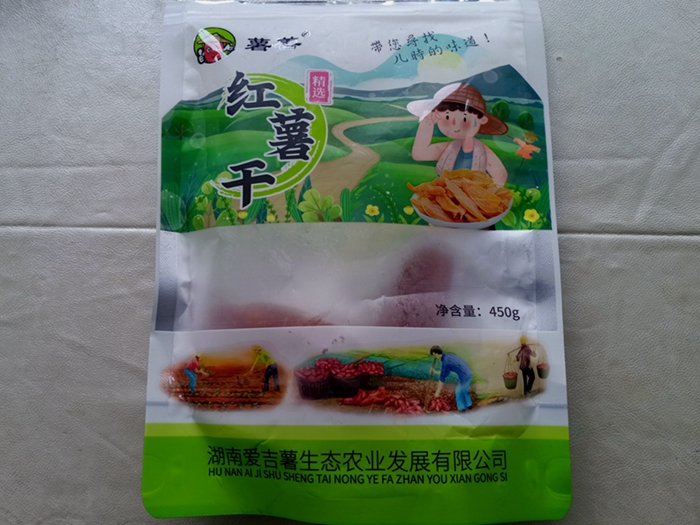 薯爸
带您寻找
儿時的味道！
精选
红薯干
净含量：450g
湖南爱吉薯生态农业发展有限公司
HU NAN AI JI SHU SHENG TAI NONG YE FA ZHAN YOU XIAN GONG SI